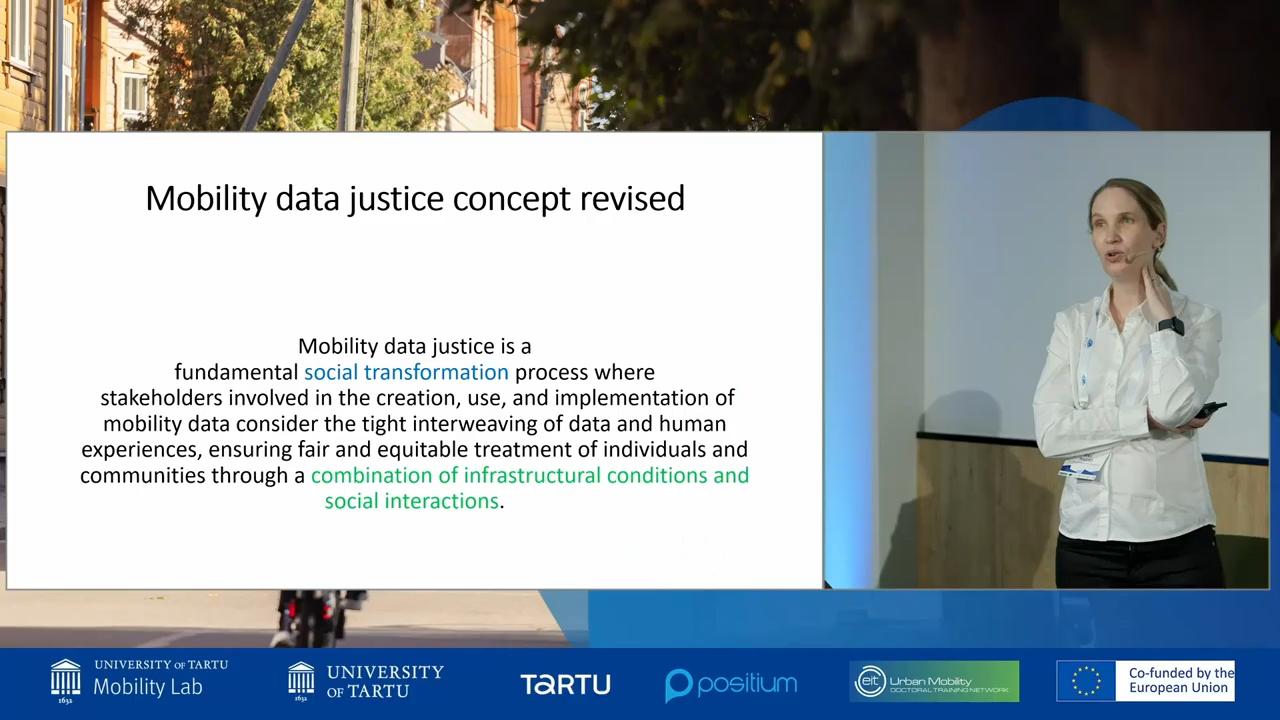 Mobility data justice concept revised
Mobility data justice is a
fundamental social transformation process where
stakeholders involved in the creation, use, and implementation of
mobility data consider the tight interweaving of data and human
experiences, ensuring fair and equitable treatment of individuals and
communities through a combination of infrastructural conditions and
social interactions.
UNIVERSITY OF TARTU
Mobility Lab
1632
UNIVERSITY
OF TARTU
1632
TARTU
positium
eit Urban Mobility
DOCTORAL TRAINING NETWORK
Co-funded by the
European Union